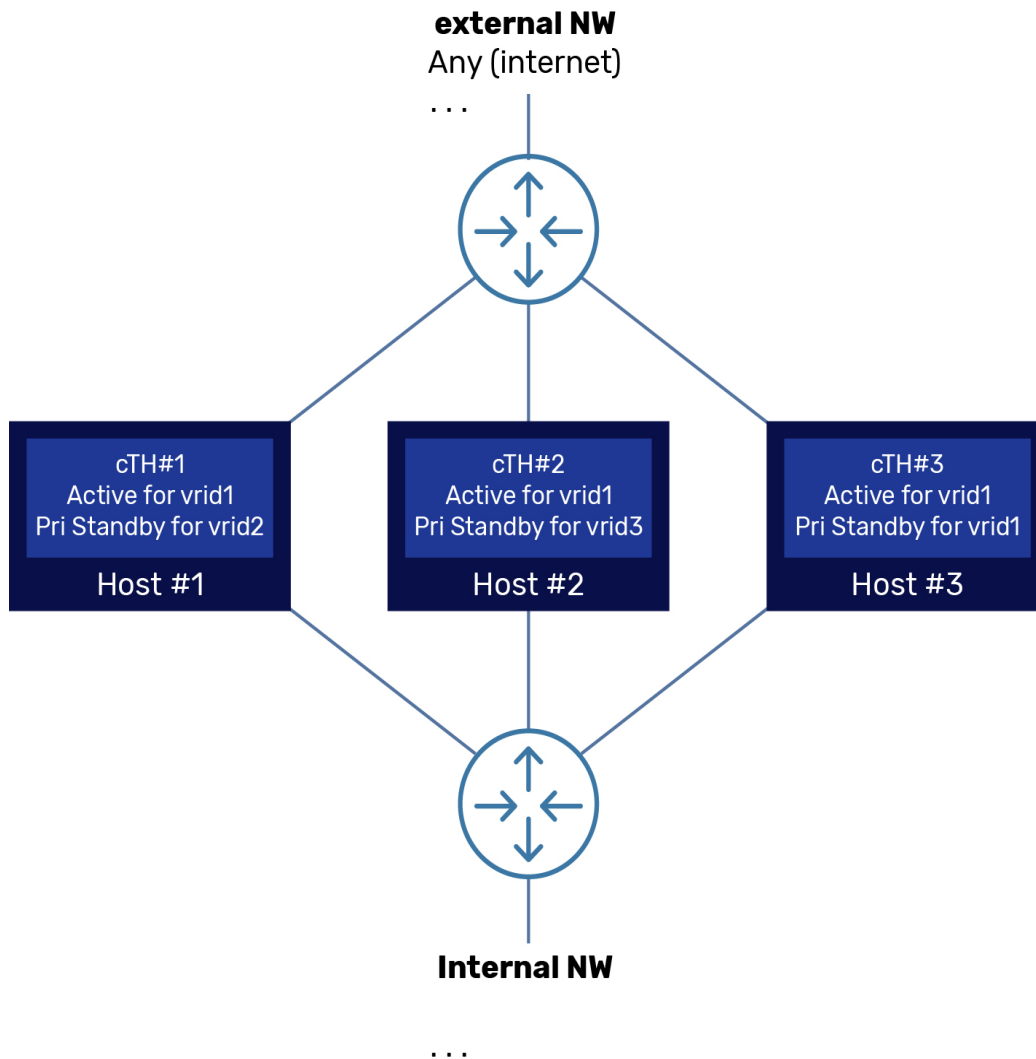 external NW
Any (internet)
. . .
cTH#1
Active for vrid1
Pri Standby for vrid2
Host #1
cTH#2
Active for vrid1
Pri Standby for vrid3
Host #2
cTH#3
Active for vrid1
Pri Standby for vrid1
Host #3
Internal NW
. . .